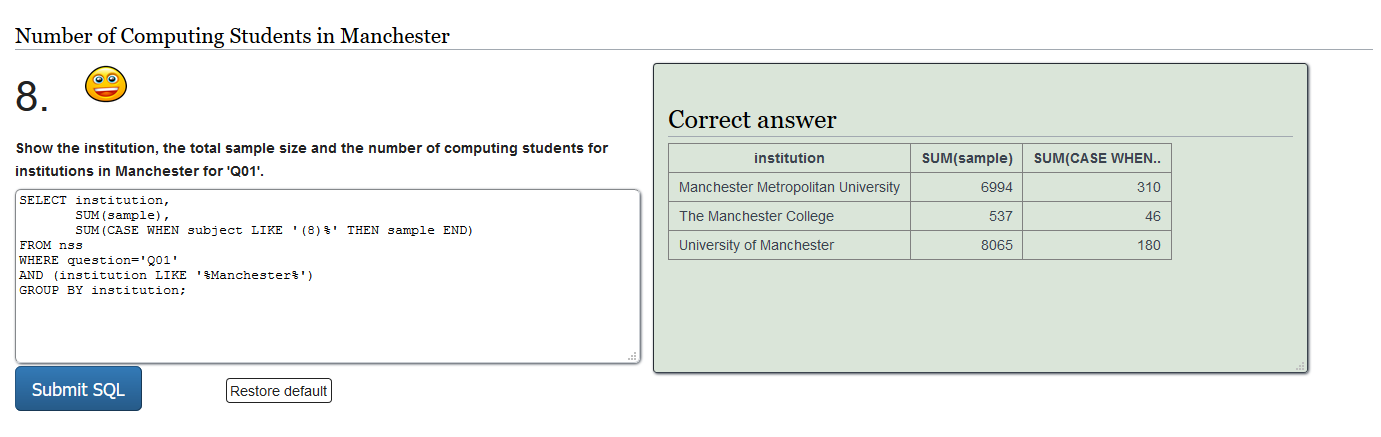 Number of Computing Students in Manchester
8.
Show the institution, the total sample size and the number of computing students for
institutions in Manchester for 'Q01'.
SELECT institution,
SUM(sample),
SUM(CASE WHEN subject LIKE '(8)%' THEN sample END)
FROM nss
WHERE question='Q01'
AND (institution LIKE '%Manchester%')
GROUP BY institution;
Submit SQL
Restore default
Correct answer
institution SUM(sample) SUM(CASE WHEN..
Manchester Metropolitan University 6994 310
The Manchester College 537 46
University of Manchester 8065 180